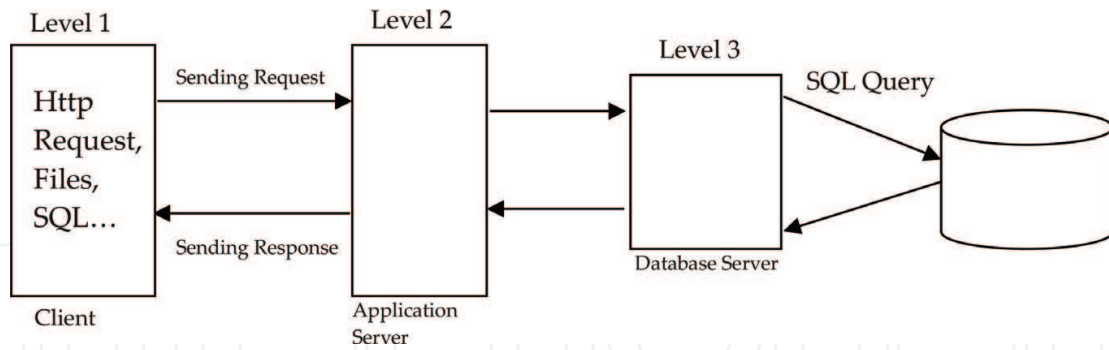 Level 1
Http
Request,
Files,
SQL...
Client
Sending Request
Sending Response
Level 2
Application
Server
Level 3
Database Server
SQL Query